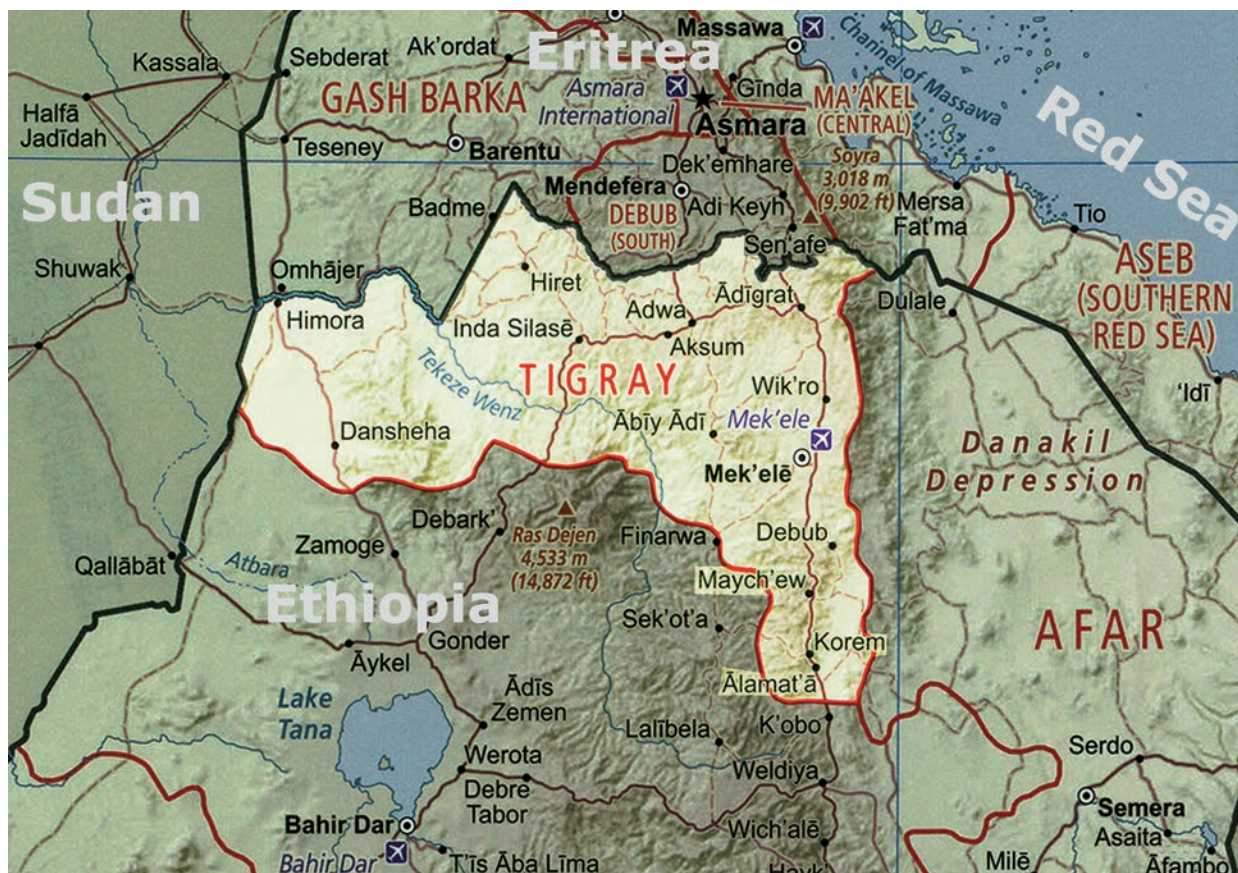 Massawa
Channel of Massawa
Kassala
Sebderat
Ak'ordat
Eritrea
Gīnda
Halfā
Jadīdah
GASH BARKA
Asmara
International
MA'AKEL
(CENTRAL)
Red Sea
Asmara
Teseney
Barentu
Dek'emhare
Soyra
3,018 m
(9,902 ft)
Sudan
Mendefera
Badme
DEBUB
(SOUTH)
Adi Keyh
Mersa
Fat'ma
Tio
Sen'afe
Shuwak
Omhājer
Hiret
Ādīgrat
Dulale
ASEB
(SOUTHERN
RED SEA)
Himora
Inda Silasē
Adwa
Aksum
TIGRAY
Tekeze Wenz
Wik'ro
'Idī
Dansheha
Ābīy Ādī
Mek'ele
Danakil
Depression
Mek'elē
Debark'
Ras Dejen
4,533 m
(14,872 ft)
Finarwa
Debub
Zamoge
Qallābāt
Atbara
Maych'ew
Ethiopia
Sek'ot'a
AFAR
Gonder
Korem
Āykel
Ālamat'ā
Lake
Tana
Ādīs
Zemen
Lalībela
K'obo
Serdo
Werota
Weldiya
Debre
Tabor
Semera
Bahir Dar
Wich'alē
Asaita
Bahir Dar
T'īs Āba Līma
Hayk'
Milē
Āfambo